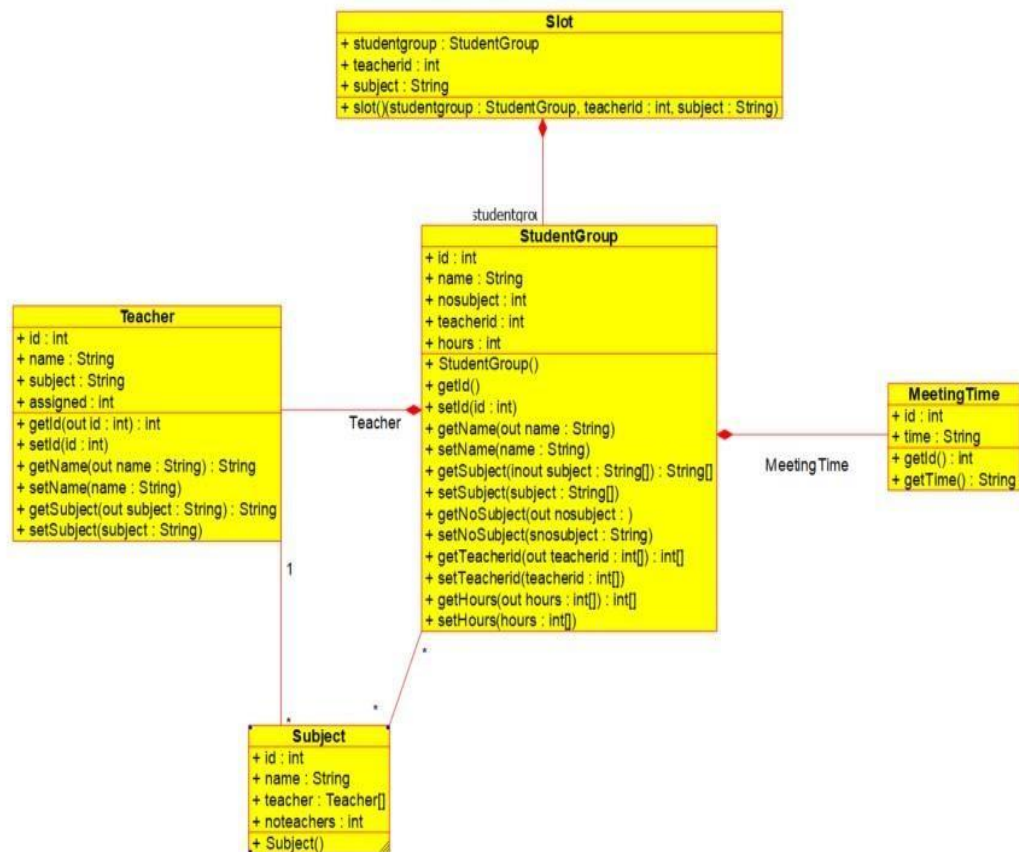 Slot
+ studentgroup : StudentGroup
+ teacherid : int
+ subject : String
+ slot()(studentgroup : StudentGroup, teacherid : int, subject : String)
studentgrou
StudentGroup
+ id : int
+ name : String
+ nosubject : int
+ teacherid : int
+ hours : int
+ StudentGroup()
+ getId()
+ setId(id : int)
+ getName(out name : String)
+ setName(name : String)
+ getSubject(inout subject : String[]) : String[]
+ setSubject(subject : String[])
+ getNoSubject(out nosubject : )
+ setNoSubject(snosubject : String)
+ getTeacherid(out teacherid : int[]) : int[]
+ setTeacherid(teacherid : int[])
+ getHours(out hours : int[]) : int[]
+ setHours(hours : int[])
Teacher
+ id : int
+ name : String
+ subject : String
+ assigned : int
+ getId(out id : int) : int
+ setId(id : int)
+ getName(out name : String) : String
+ setName(name : String)
+ getSubject(out subject : String) : String
+ setSubject(subject : String)
Teacher
MeetingTime
MeetingTime
+ id : int
+ time : String
+ getId() : int
+ getTime() : String
1
*
*
*
Subject
+ id : int
+ name : String
+ teacher : Teacher[]
+ noteachers : int
+ Subject()